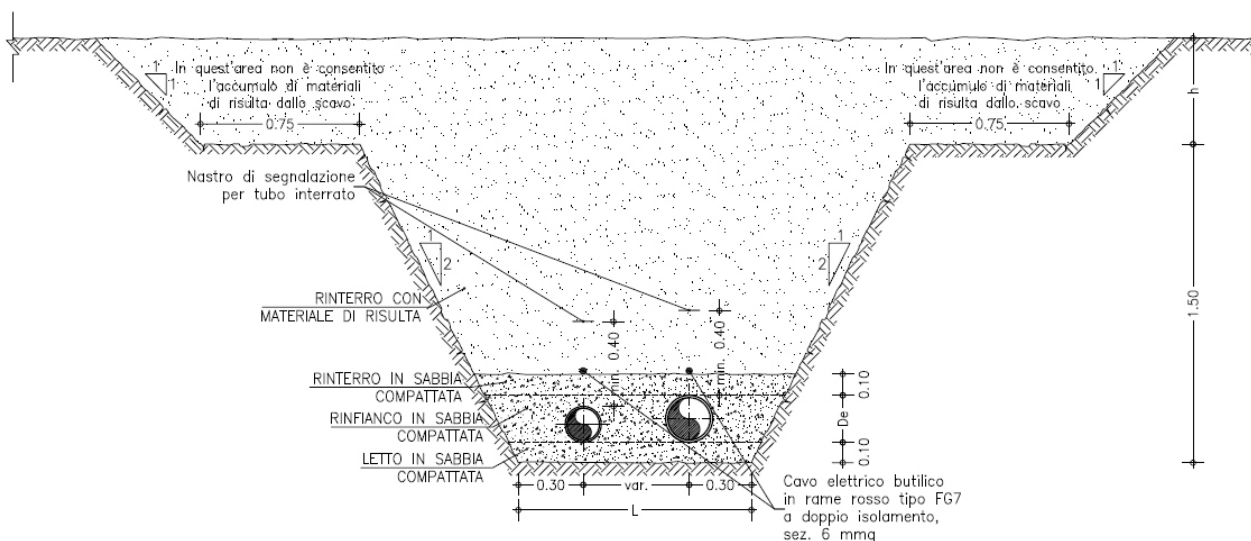 1
1
In quest'area non è consentito
l'accumulo di materiali
di risulta dallo scavo
0.75
In quest'area non è consentito
l'accumulo di materiali
di risulta dallo scavo
0.75
1
1
h
Nastro di segnalazione
per tubo interrato
1
2
1
2
1.50
RINTERRO CON
MATERIALE DI RISULTA
min. 0.40
min. 0.40
RINTERRO IN SABBIA
COMPATTATA
RINFIANCO IN SABBIA
COMPATTATA
LETTO IN SABBIA
COMPATTATA
0.10
De
0.10
0.30
var.
0.30
L
Cavo elettrico butilico
in rame rosso tipo FG7
a doppio isolamento,
sez. 6 mmq